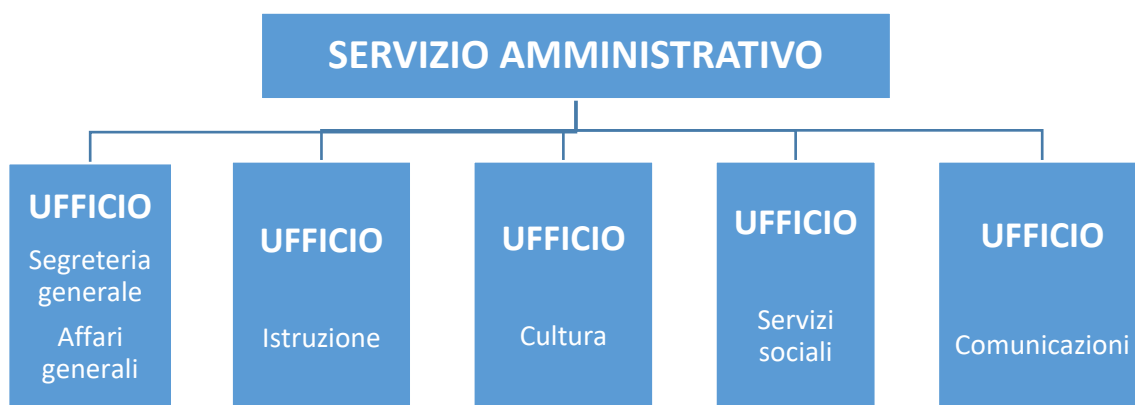 SERVIZIO AMMINISTRATIVO
UFFICIO
Segreteria
generale
Affari
generali
UFFICIO
Istruzione
UFFICIO
Cultura
UFFICIO
Servizi
sociali
UFFICIO
Comunicazioni